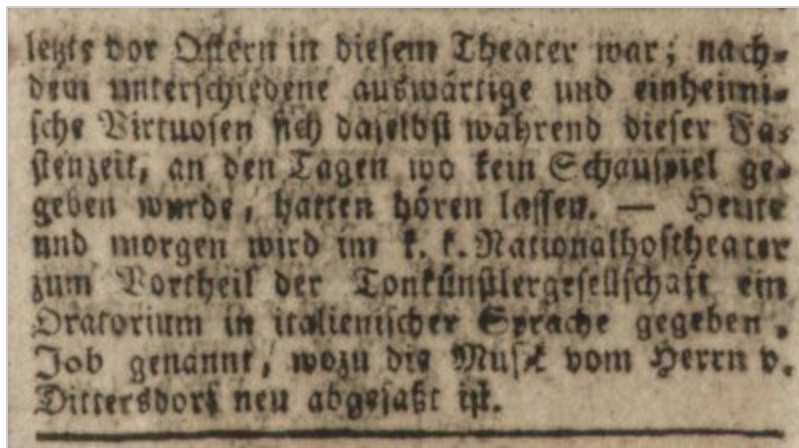 letzte vor Ostern in diesem Theater war; nach-
dem unterschiedene auswärtige und einheimi-
sche Virtuosen sich daselbst während dieser Fa-
stenzeit, an den Tagen wo kein Schauspiel ge-
geben wurde, hatten hören lassen. — Heute
und morgen wird im k. k. Nationalhoftheater
zum Vortheil der Tonkünstlergesellschaft ein
Oratorium in italienischer Sprache gegeben,
Job genannt, wozu die Musik vom Herrn v.
Dittersdorf neu abgefaßt ist.